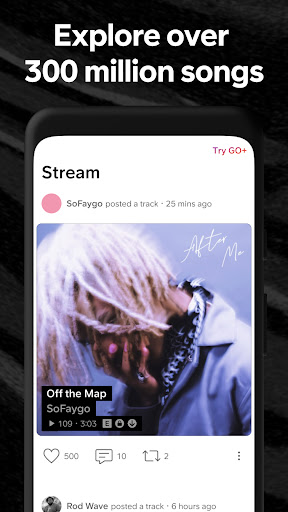 Explore over
300 million songs
Try GO+
Stream
SoFaygo posted a track · 25 mins ago
After
Me
Off the Map
SoFaygo
109 · 3:03 E
500 10
Rod Wave posted a track · 6 hours ago